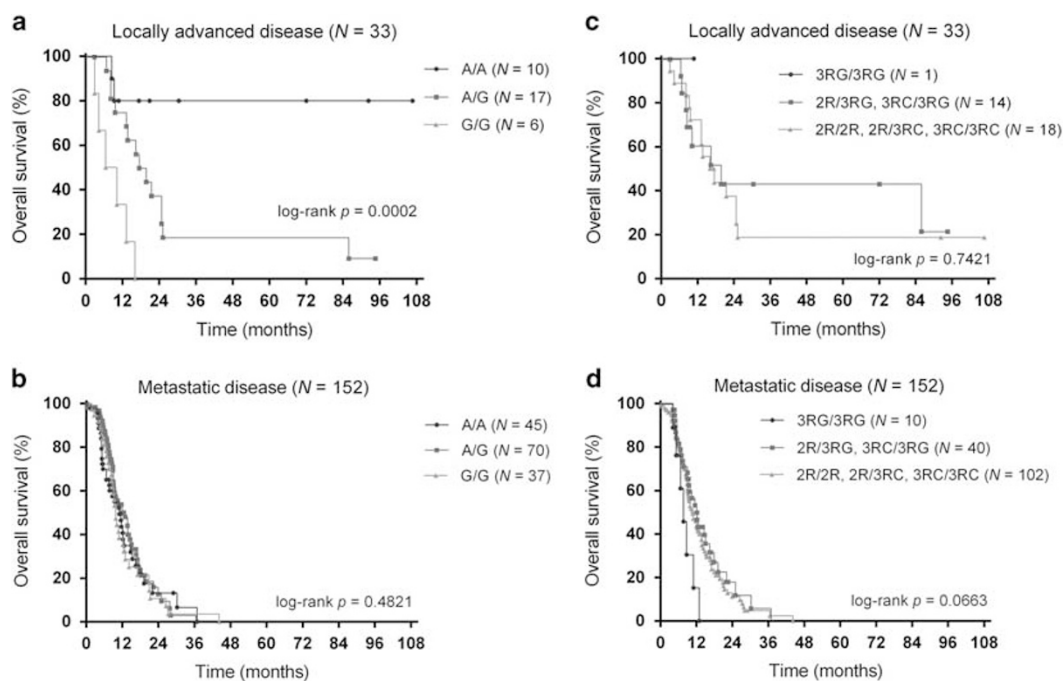 a
Locally advanced disease (N = 33)
Overall survival (%)
100
80
60
40
20
0
A/A (N = 10)
A/G (N = 17)
G/G (N = 6)
log-rank p = 0.0002
0 12 24 36 48 60 72 84 96 108
Time (months)
c
Locally advanced disease (N = 33)
Overall survival (%)
100
80
60
40
20
0
3RG/3RG (N = 1)
2R/3RG, 3RC/3RG (N = 14)
2R/2R, 2R/3RC, 3RC/3RC (N = 18)
log-rank p = 0.7421
0 12 24 36 48 60 72 84 96 108
Time (months)
b
Metastatic disease (N = 152)
Overall survival (%)
100
80
60
40
20
0
A/A (N = 45)
A/G (N = 70)
G/G (N = 37)
log-rank p = 0.4821
0 12 24 36 48 60 72 84 96 108
Time (months)
d
Metastatic disease (N = 152)
Overall survival (%)
100
80
60
40
20
0
3RG/3RG (N = 10)
2R/3RG, 3RC/3RG (N = 40)
2R/2R, 2R/3RC, 3RC/3RC (N = 102)
log-rank p = 0.0663
0 12 24 36 48 60 72 84 96 108
Time (months)